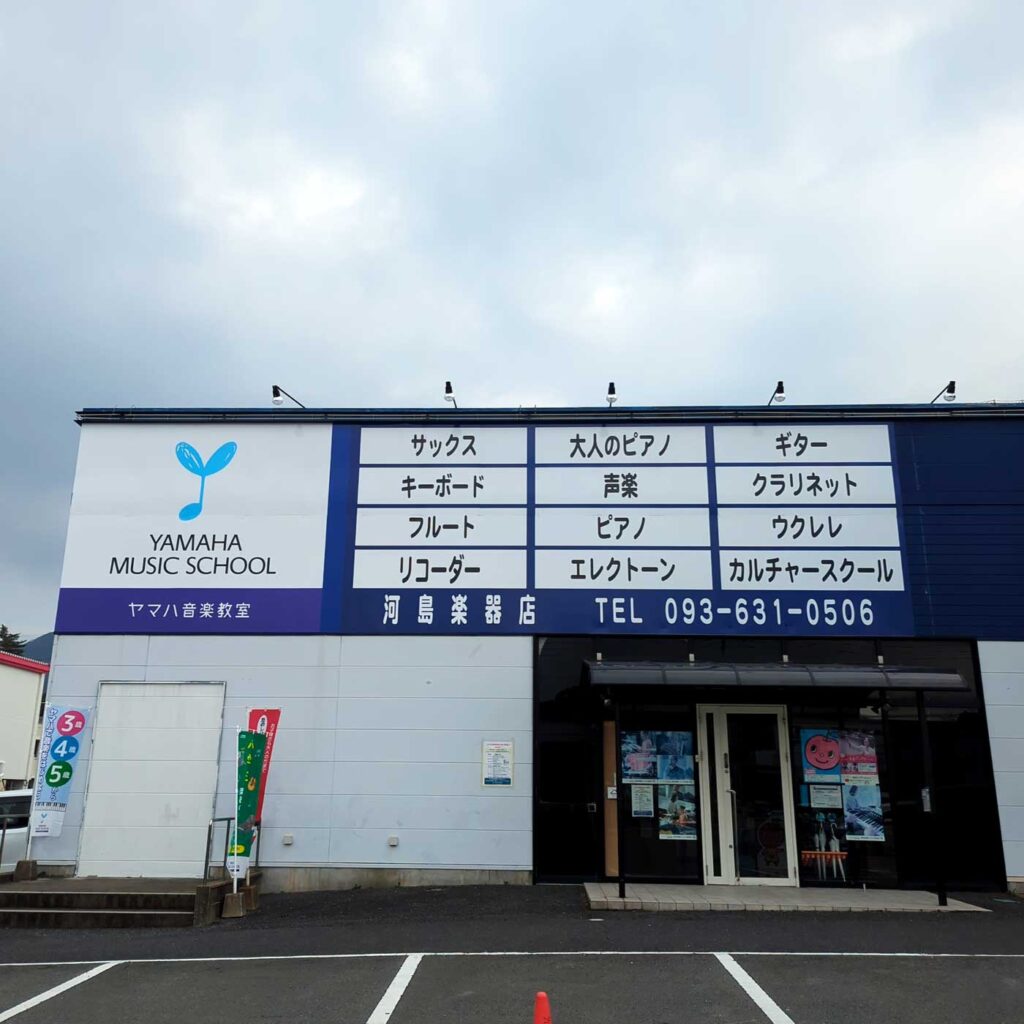 YAMAHA
MUSIC SCHOOL
ヤマハ音楽教室
サックス
大人のピアノ
ギター
キーボード
声楽
クラリネット
フルート
ピアノ
ウクレレ
リコーダー
エレクトーン
カルチャースクール
河島楽器店 TEL 093-631-0506
3歳
4歳
5歳